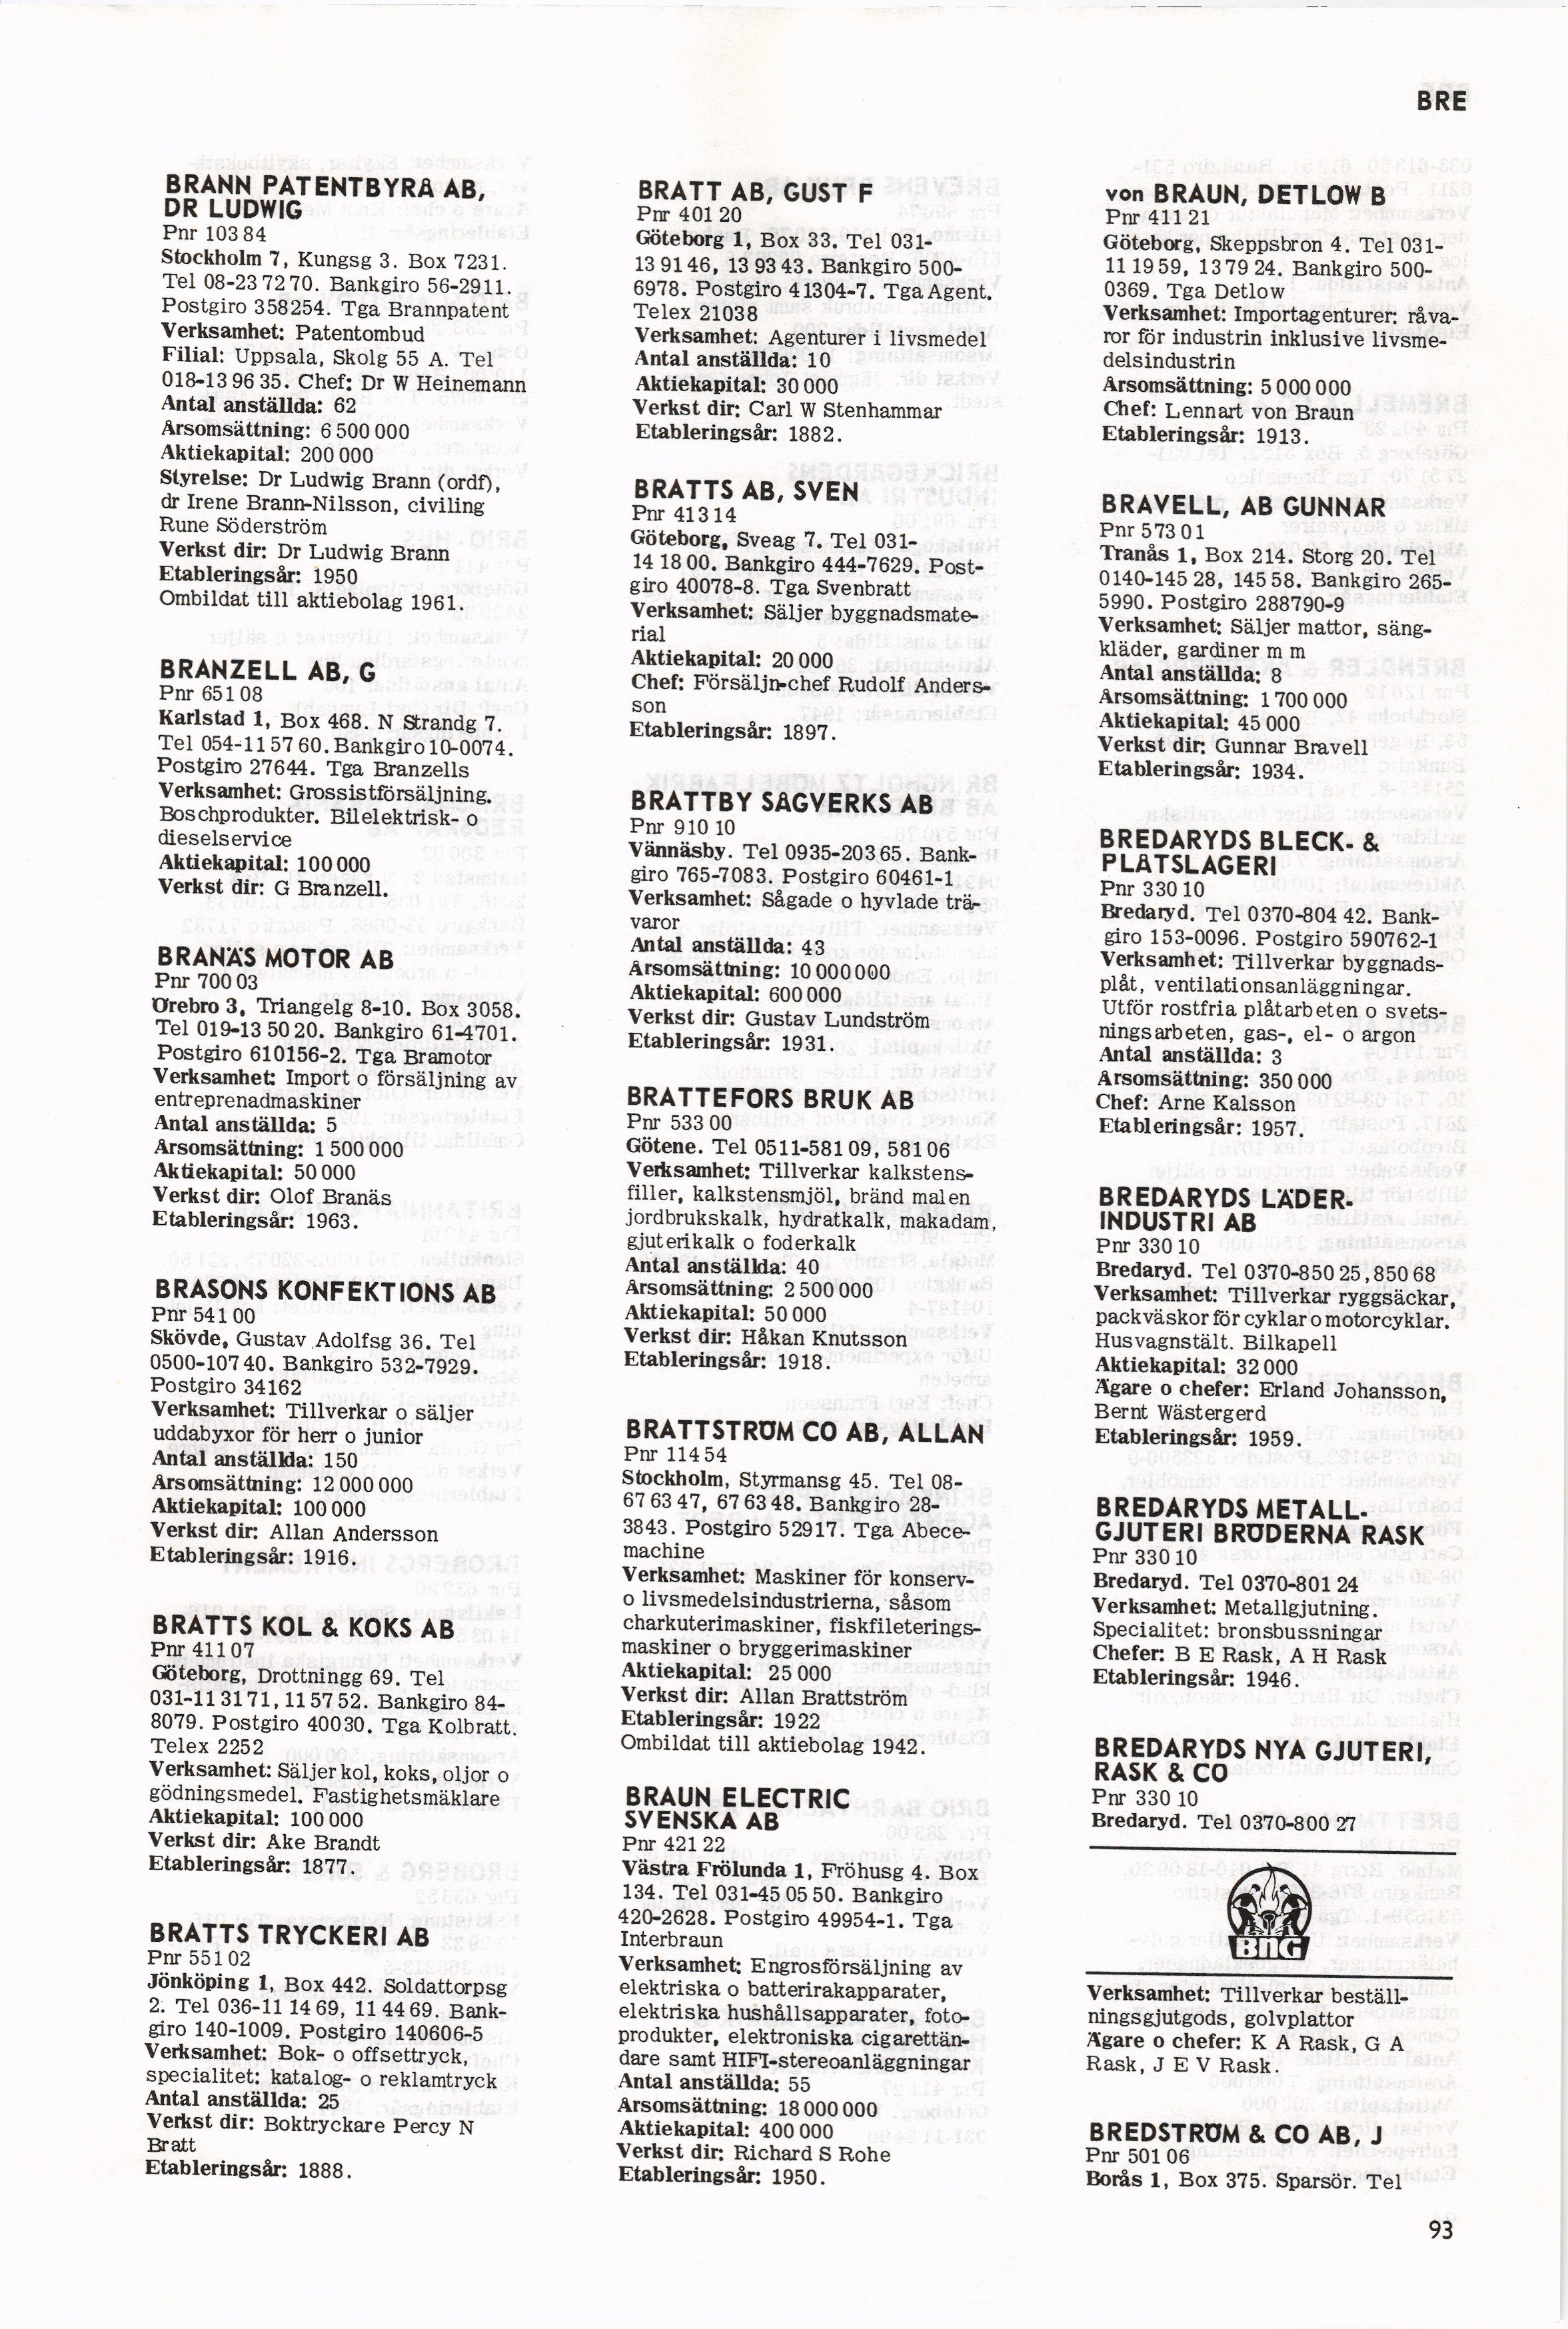 BRE
BRANN PATENTBYRÅ AB,
DR LUDWIG
Pnr 103 84
Stockholm 7, Kungsg 3. Box 7231.
Tel 08-23 72 70. Bankgiro 56-2911.
Postgiro 358254. Tga Brannpatent
Verksamhet: Patentombud
Filial: Uppsala, Skolg 55 A. Tel
018-13 96 35. Chef: Dr W Heinemann
Antal anställda: 62
Årsomsättning: 6 500 000
Aktiekapital: 200 000
Styrelse: Dr Ludwig Brann (ordf),
dr Irene Brann-Nilsson, civiling
Rune Söderström
Verkst dir: Dr Ludwig Brann
Etableringsår: 1950
Ombildat till aktiebolag 1961.
BRANZELL AB, G
Pnr 651 08
Karlstad 1, Box 468. N Strandg 7.
Tel 054-11 57 60. Bankgiro 10-0074.
Postgiro 27644. Tga Branzells
Verksamhet: Grossistförsäljning.
Boschprodukter. Bilelektrisk- o
dieselservice
Aktiekapital: 100 000
Verkst dir: G Branzell.
BRANÄS MOTOR AB
Pnr 700 03
Örebro 3, Triangelg 8-10. Box 3058.
Tel 019-13 50 20. Bankgiro 61-4701.
Postgiro 610156-2. Tga Bramotor
Verksamhet: Import o försäljning av
entreprenadmaskiner
Antal anställda: 5
Årsomsättning: 1 500 000
Aktiekapital: 50 000
Verkst dir: Olof Branäs
Etableringsår: 1963.
BRASONS KONFEKTIONS AB
Pnr 541 00
Skövde, Gustav Adolfsg 36. Tel
0500-107 40. Bankgiro 532-7929.
Postgiro 34162
Verksamhet: Tillverkar o säljer
uddabyxor för herr o junior
Antal anställda: 150
Årsomsättning: 12 000 000
Aktiekapital: 100 000
Verkst dir: Allan Andersson
Etableringsår: 1916.
BRATTS KOL & KOKS AB
Pnr 411 07
Göteborg, Drottningg 69. Tel
031-11 31 71, 11 57 52. Bankgiro 84-
8079. Postgiro 40030. Tga Kolbratt.
Telex 2252
Verksamhet: Säljer kol, koks, oljor o
gödningsmedel. Fastighetsmäklare
Aktiekapital: 100 000
Verkst dir: Åke Brandt
Etableringsår: 1877.
BRATTS TRYCKERI AB
Pnr 551 02
Jönköping 1, Box 442. Soldattorpsg
2. Tel 036-11 14 69, 11 44 69. Bank-
giro 140-1009. Postgiro 140606-5
Verksamhet: Bok- o offsettryck,
specialitet: katalog- o reklamtryck
Antal anställda: 25
Verkst dir: Boktryckare Percy N
Bratt
Etableringsår: 1888.
BRATT AB, GUST F
Pnr 401 20
Göteborg 1, Box 33. Tel 031-
13 91 46, 13 93 43. Bankgiro 500-
6978. Postgiro 41304-7. Tga Agent.
Telex 21038
Verksamhet: Agenturer i livsmedel
Antal anställda: 10
Aktiekapital: 30 000
Verkst dir: Carl W Stenhammar
Etableringsår: 1882.
BRATTS AB, SVEN
Pnr 413 14
Göteborg, Sveag 7. Tel 031-
14 18 00. Bankgiro 444-7629. Post-
giro 40078-8. Tga Svenbratt
Verksamhet: Säljer byggnadsmate-
rial
Aktiekapital: 20 000
Chef: Försäljn-chef Rudolf Anders-
son
Etableringsår: 1897.
BRATTBY SÅGVERKS AB
Pnr 910 10
Vännäsby. Tel 0935-203 65. Bank-
giro 765-7083. Postgiro 60461-1
Verksamhet: Sågade o hyvlade trä-
varor
Antal anställda: 43
Årsomsättning: 10 000 000
Aktiekapital: 600 000
Verkst dir: Gustav Lundström
Etableringsår: 1931.
BRATTEFORS BRUK AB
Pnr 533 00
Götene. Tel 0511-581 09, 581 06
Verksamhet: Tillverkar kalkstens-
filler, kalkstensmjöl, bränd malen
jordbrukskalk, hydratkalk, makadam,
gjuterikalk o foderkalk
Antal anställda: 40
Årsomsättning: 2 500 000
Aktiekapital: 50 000
Verkst dir: Håkan Knutsson
Etableringsår: 1918.
BRATTSTRÖM CO AB, ALLAN
Pnr 114 54
Stockholm, Styrmansg 45. Tel 08-
67 63 47, 67 63 48. Bankgiro 28-
3843. Postgiro 52917. Tga Abece-
machine
Verksamhet: Maskiner för konserv-
o livsmedelsindustrierna, såsom
charkuterimaskiner, fiskfileterings-
maskiner o bryggerimaskiner
Aktiekapital: 25 000
Verkst dir: Allan Brattström
Etableringsår: 1922
Ombildat till aktiebolag 1942.
BRAUN ELECTRIC
SVENSKA AB
Pnr 421 22
Västra Frölunda 1, Fröhusg 4. Box
134. Tel 031-45 05 50. Bankgiro
420-2628. Postgiro 49954-1. Tga
Interbraun
Verksamhet: Engrosförsäljning av
elektriska o batterirakapparater,
elektriska hushållsapparater, foto-
produkter, elektroniska cigarettän-
dare samt HIFI-stereoanläggningar
Antal anställda: 55
Årsomsättning: 18 000 000
Aktiekapital: 400 000
Verkst dir: Richard S Rohe
Etableringsår: 1950.
von BRAUN, DETLOW B
Pnr 411 21
Göteborg, Skeppsbron 4. Tel 031-
11 19 59, 13 79 24. Bankgiro 500-
0369. Tga Detlow
Verksamhet: Importagenturer: råva-
ror för industrin inklusive livsme-
delsindustrin
Årsomsättning: 5 000 000
Chef: Lennart von Braun
Etableringsår: 1913.
BRAVELL, AB GUNNAR
Pnr 573 01
Tranås 1, Box 214. Storg 20. Tel
0140-145 28, 145 58. Bankgiro 265-
5990. Postgiro 288790-9
Verksamhet: Säljer mattor, säng-
kläder, gardiner m m
Antal anställda: 8
Årsomsättning: 1 700 000
Aktiekapital: 45 000
Verkst dir: Gunnar Bravell
Etableringsår: 1934.
BREDARYDS BLECK- &
PLÅTSLAGERI
Pnr 330 10
Bredaryd. Tel 0370-804 42. Bank-
giro 153-0096. Postgiro 590762-1
Verksamhet: Tillverkar byggnads-
plåt, ventilationsanläggningar.
Utför rostfria plåtarbeten o svets-
ningsarbeten, gas-, el- o argon
Antal anställda: 3
Årsomsättning: 350 000
Chef: Arne Kalsson
Etableringsår: 1957.
BREDARYDS LÄDER-
INDUSTRI AB
Pnr 330 10
Bredaryd. Tel 0370-850 25, 850 68
Verksamhet: Tillverkar ryggsäckar,
packväskor för cyklar o motorcyklar.
Husvagnstält. Bilkapell
Aktiekapital: 32 000
Ägare o chefer: Erland Johansson,
Bernt Wästergerd
Etableringsår: 1959.
BREDARYDS METALL-
GJUTERI BRÖDERNA RASK
Pnr 330 10
Bredaryd. Tel 0370-801 24
Verksamhet: Metallgjutning.
Specialitet: bronsbussningar
Chefer: B E Rask, A H Rask
Etableringsår: 1946.
BREDARYDS NYA GJUTERI,
RASK & CO
Pnr 330 10
Bredaryd. Tel 0370-800 27
BNG
Verksamhet: Tillverkar beställ-
ningsgjutgods, golvplattor
Ägare o chefer: K A Rask, G A
Rask, J E V Rask.
BREDSTRÖM & CO AB, J
Pnr 501 06
Borås 1, Box 375. Sparsör. Tel
93